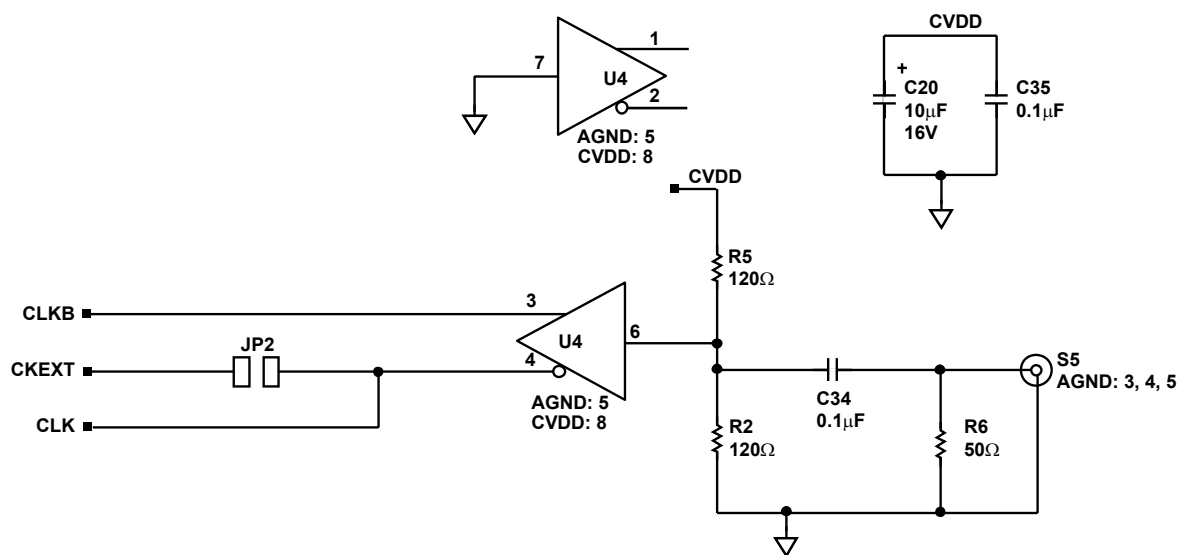 1
7
U4
2
AGND: 5
CVDD: 8
CVDD
+
C20
10μF
16V
C35
0.1μF
CVDD
R5
120Ω
CLKB
3
U4
6
JP2
CKEXT
4
S5
AGND: 3, 4, 5
AGND: 5
CVDD: 8
C34
0.1μF
CLK
R2
120Ω
R6
50Ω